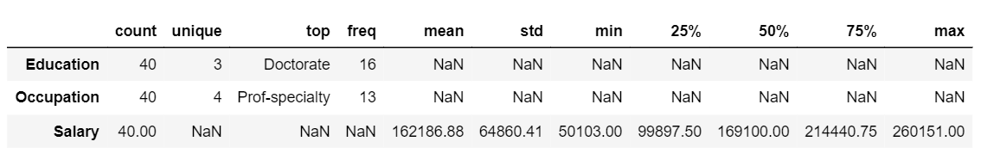 count unique top freq mean std min 25% 50% 75% max
Education 40 3 Doctorate 16 NaN NaN NaN NaN NaN NaN NaN
Occupation 40 4 Prof-specialty 13 NaN NaN NaN NaN NaN NaN NaN
Salary 40.00 NaN NaN NaN 162186.88 64860.41 50103.00 99897.50 169100.00 214440.75 260151.00